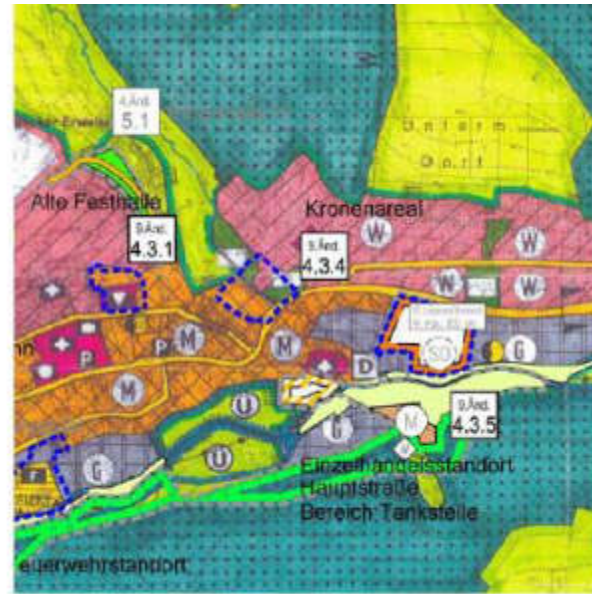 4.Änd.
5.1
Unterm
Dorf
Alte Festhalle
Kronenareal
9.Änd.
4.3.1
9.Änd.
4.3.4
W
W
W
W
W
P
P
M
M
M
D
SO
G
Ü
Ü
G
G
M
9.Änd.
4.3.5
Einzelhandelsstandort
Hauptstraße
Bereich Tankstelle
F
euerwehrstandort